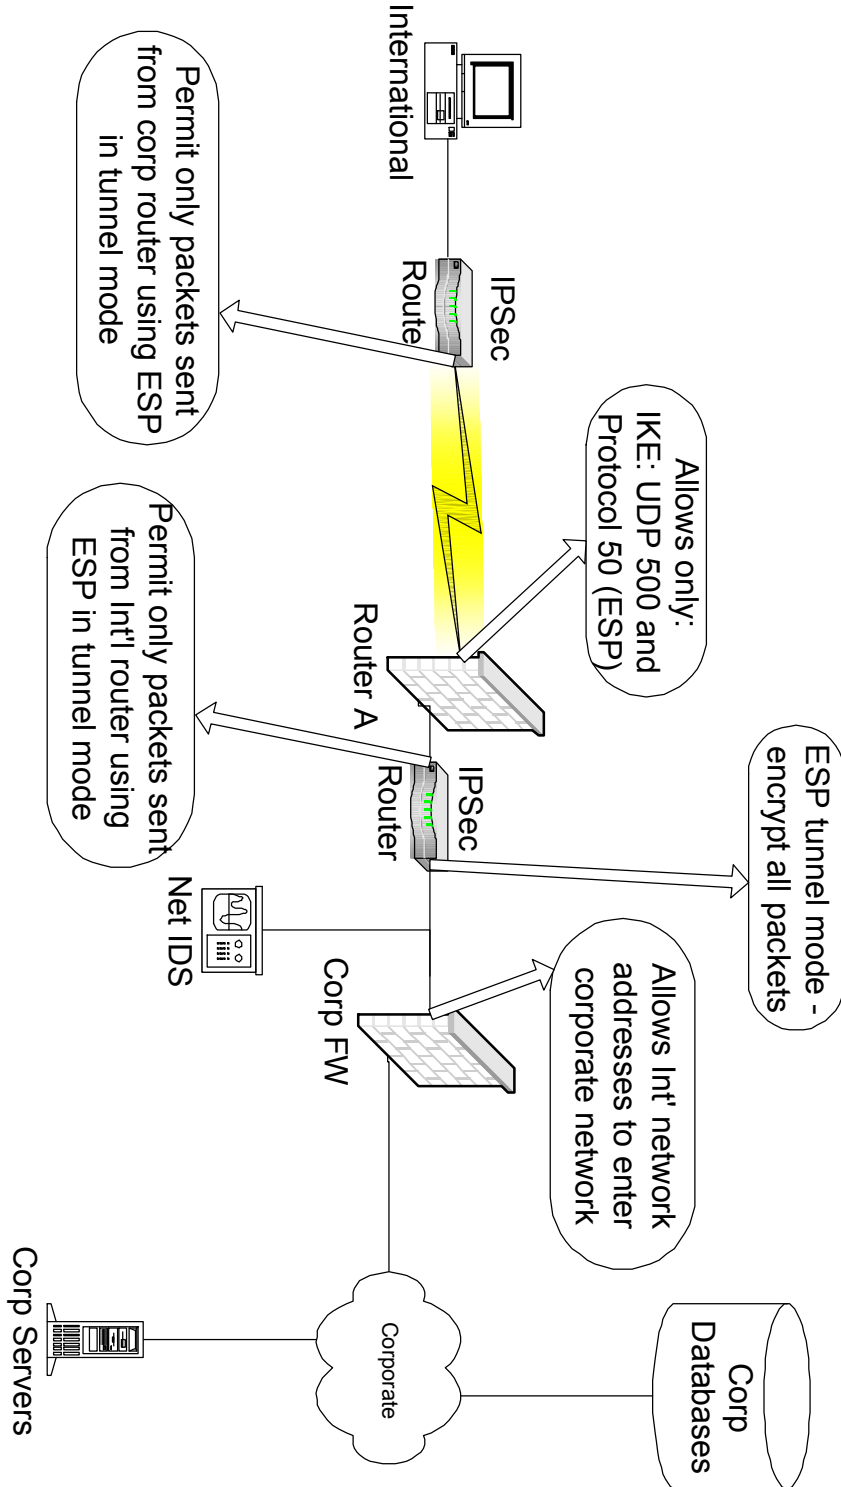 International
IPSec
Route
Permit only packets sent
from corp router using ESP
in tunnel mode
Allows only:
IKE: UDP 500 and
Protocol 50 (ESP)
Router A
IPSec
Router
Permit only packets sent
from Int'l router using
ESP in tunnel mode
ESP tunnel mode -
encrypt all packets
Net IDS
Corp FW
Allows Int' network
addresses to enter
corporate network
Corporate
Corp
Databases
Corp Servers